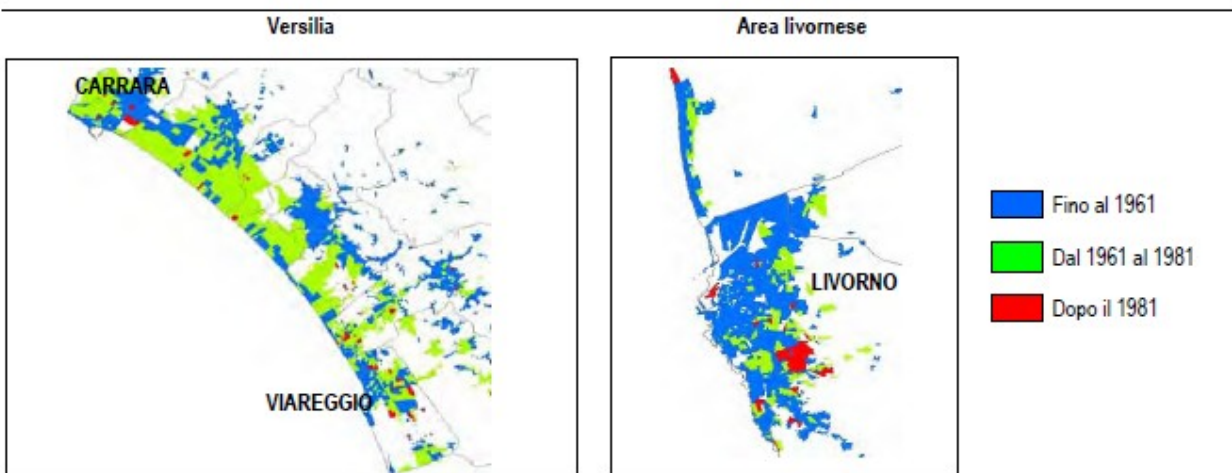 Versilia
Area livornese
CARRARA
VIAREGGIO
LIVORNO
Fino al 1961
Dal 1961 al 1981
Dopo il 1981